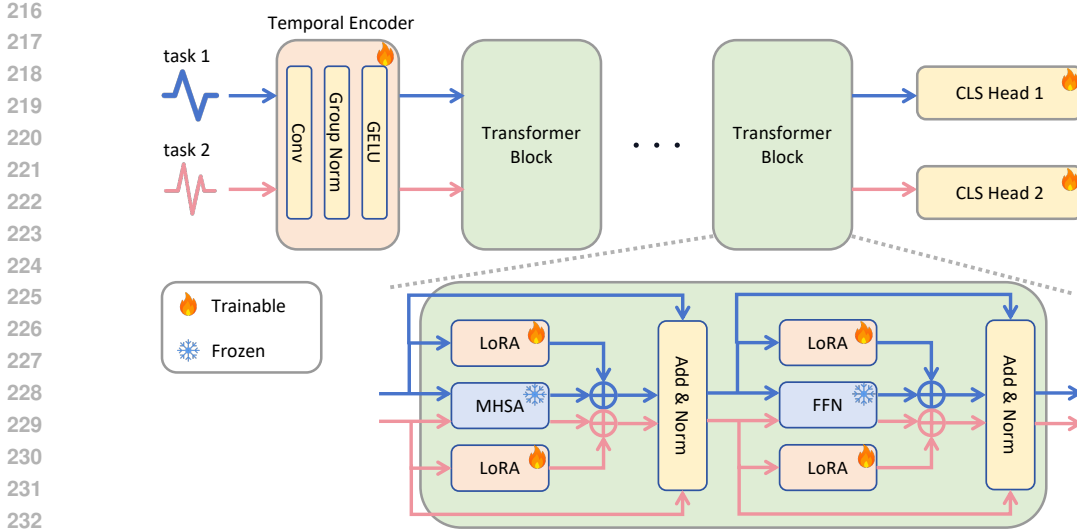 216
217
218
219
220
221
222
223
224
225
226
227
228
229
230
231
232
Temporal Encoder
task 1
task 2
Conv
Group Norm
GELU
Transformer
Block
. . .
Transformer
Block
CLS Head 1
CLS Head 2
Trainable
Frozen
LoRA
MHSA
LoRA
Add & Norm
LoRA
FFN
LoRA
Add & Norm